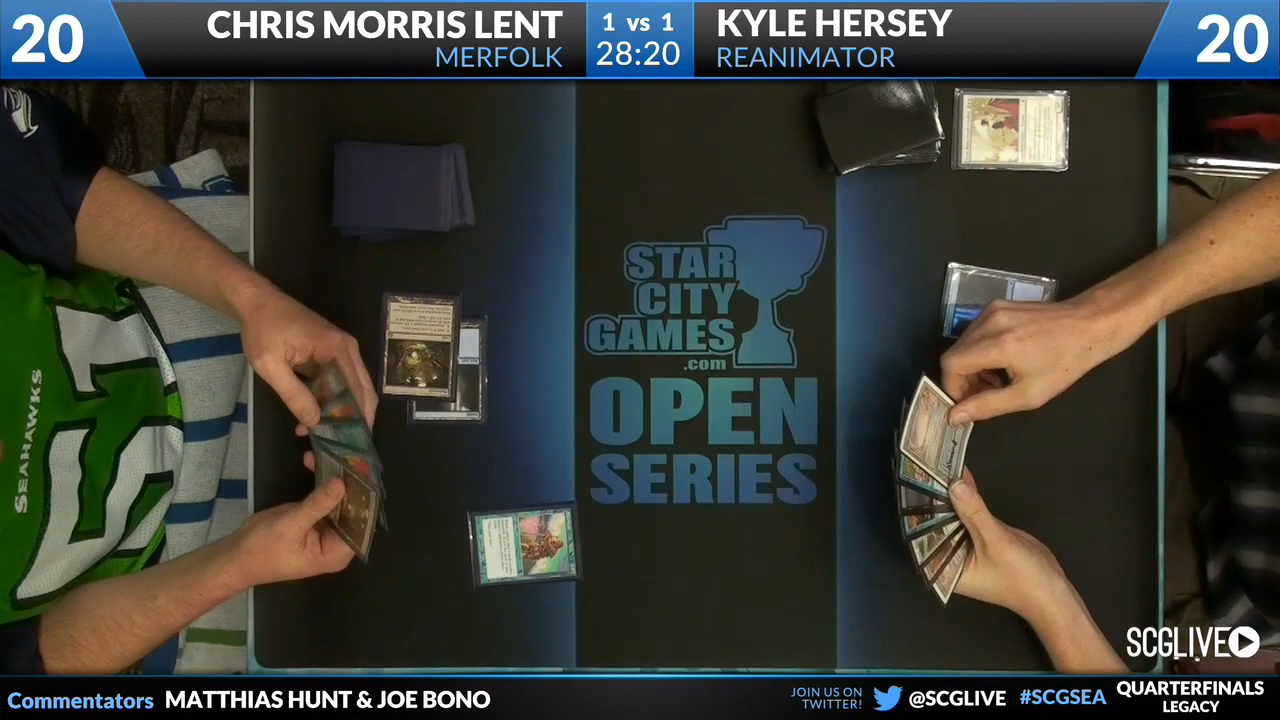 20
CHRIS MORRIS LENT
MERFOLK
1 vs 1
28:20
KYLE HERSEY
REANIMATOR
20
SEAHAWKS
STAR
CITY
GAMES
.com
OPEN
SERIES
SCGLIVE
Commentators MATTHIAS HUNT & JOE BONO
JOIN US ON
TWITTER!
@SCGLIVE
#SCGSEA
QUARTERFINALS
LEGACY